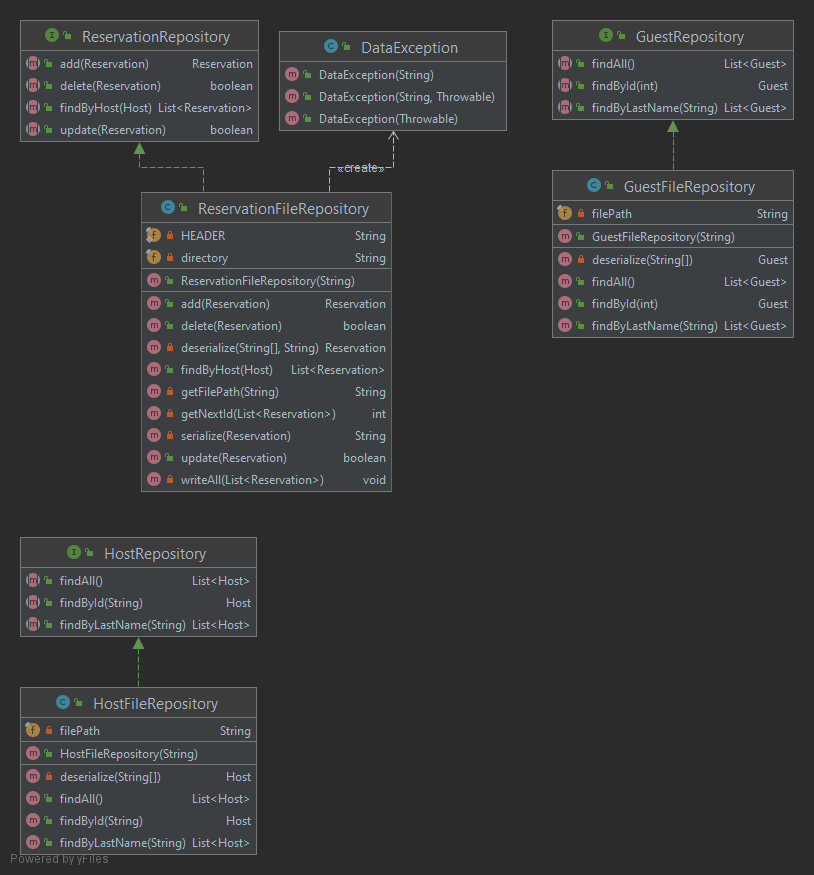 ReservationRepository
add(Reservation) Reservation
delete(Reservation) boolean
findByHost(Host) List<Reservation>
update(Reservation) boolean
DataException
DataException(String)
DataException(String, Throwable)
DataException(Throwable)
GuestRepository
findAll() List<Guest>
findById(int) Guest
findByLastName(String) List<Guest>
«create»
ReservationFileRepository
HEADER String
directory String
ReservationFileRepository(String)
add(Reservation) Reservation
delete(Reservation) boolean
deserialize(String[], String) Reservation
findByHost(Host) List<Reservation>
getFilePath(String) String
getNextId(List<Reservation>) int
serialize(Reservation) String
update(Reservation) boolean
writeAll(List<Reservation>) void
GuestFileRepository
filePath String
GuestFileRepository(String)
deserialize(String[]) Guest
findAll() List<Guest>
findById(int) Guest
findByLastName(String) List<Guest>
HostRepository
findAll() List<Host>
findById(String) Host
findByLastName(String) List<Host>
HostFileRepository
filePath String
HostFileRepository(String)
deserialize(String[]) Host
findAll() List<Host>
findById(String) Host
findByLastName(String) List<Host>
Powered by yFiles